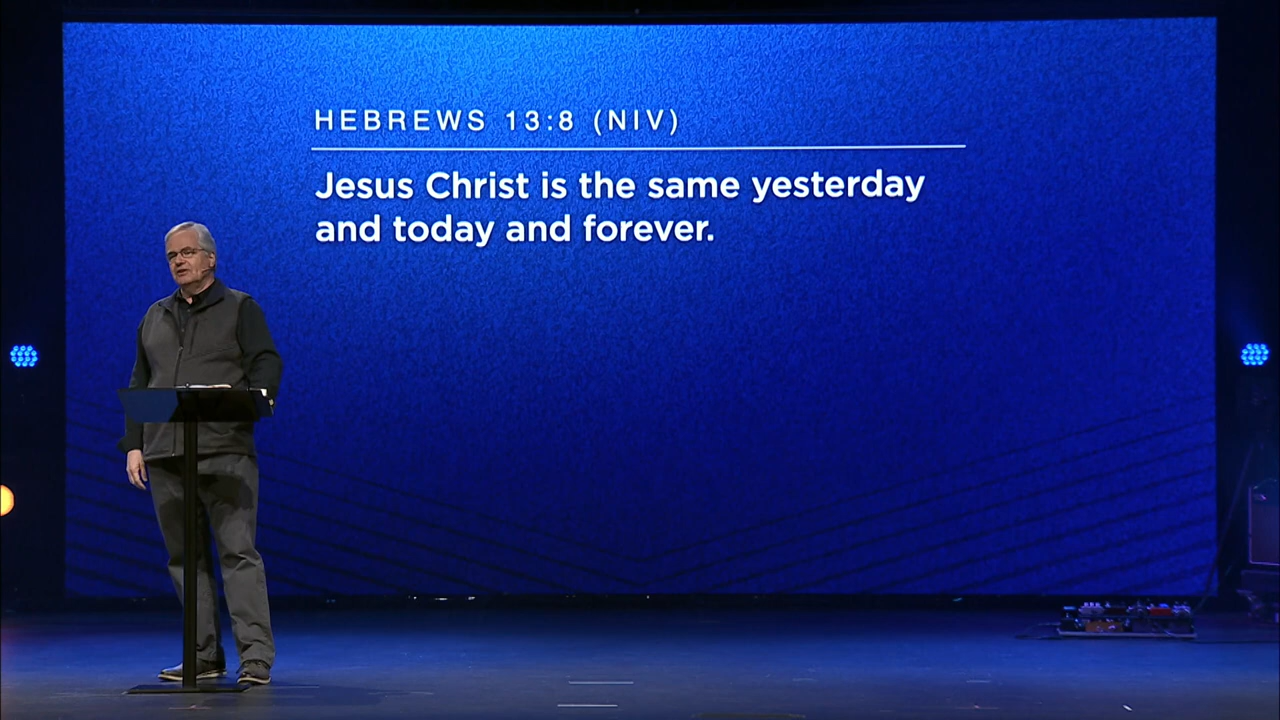 HEBREWS 13:8 (NIV)
Jesus Christ is the same yesterday
and today and forever.